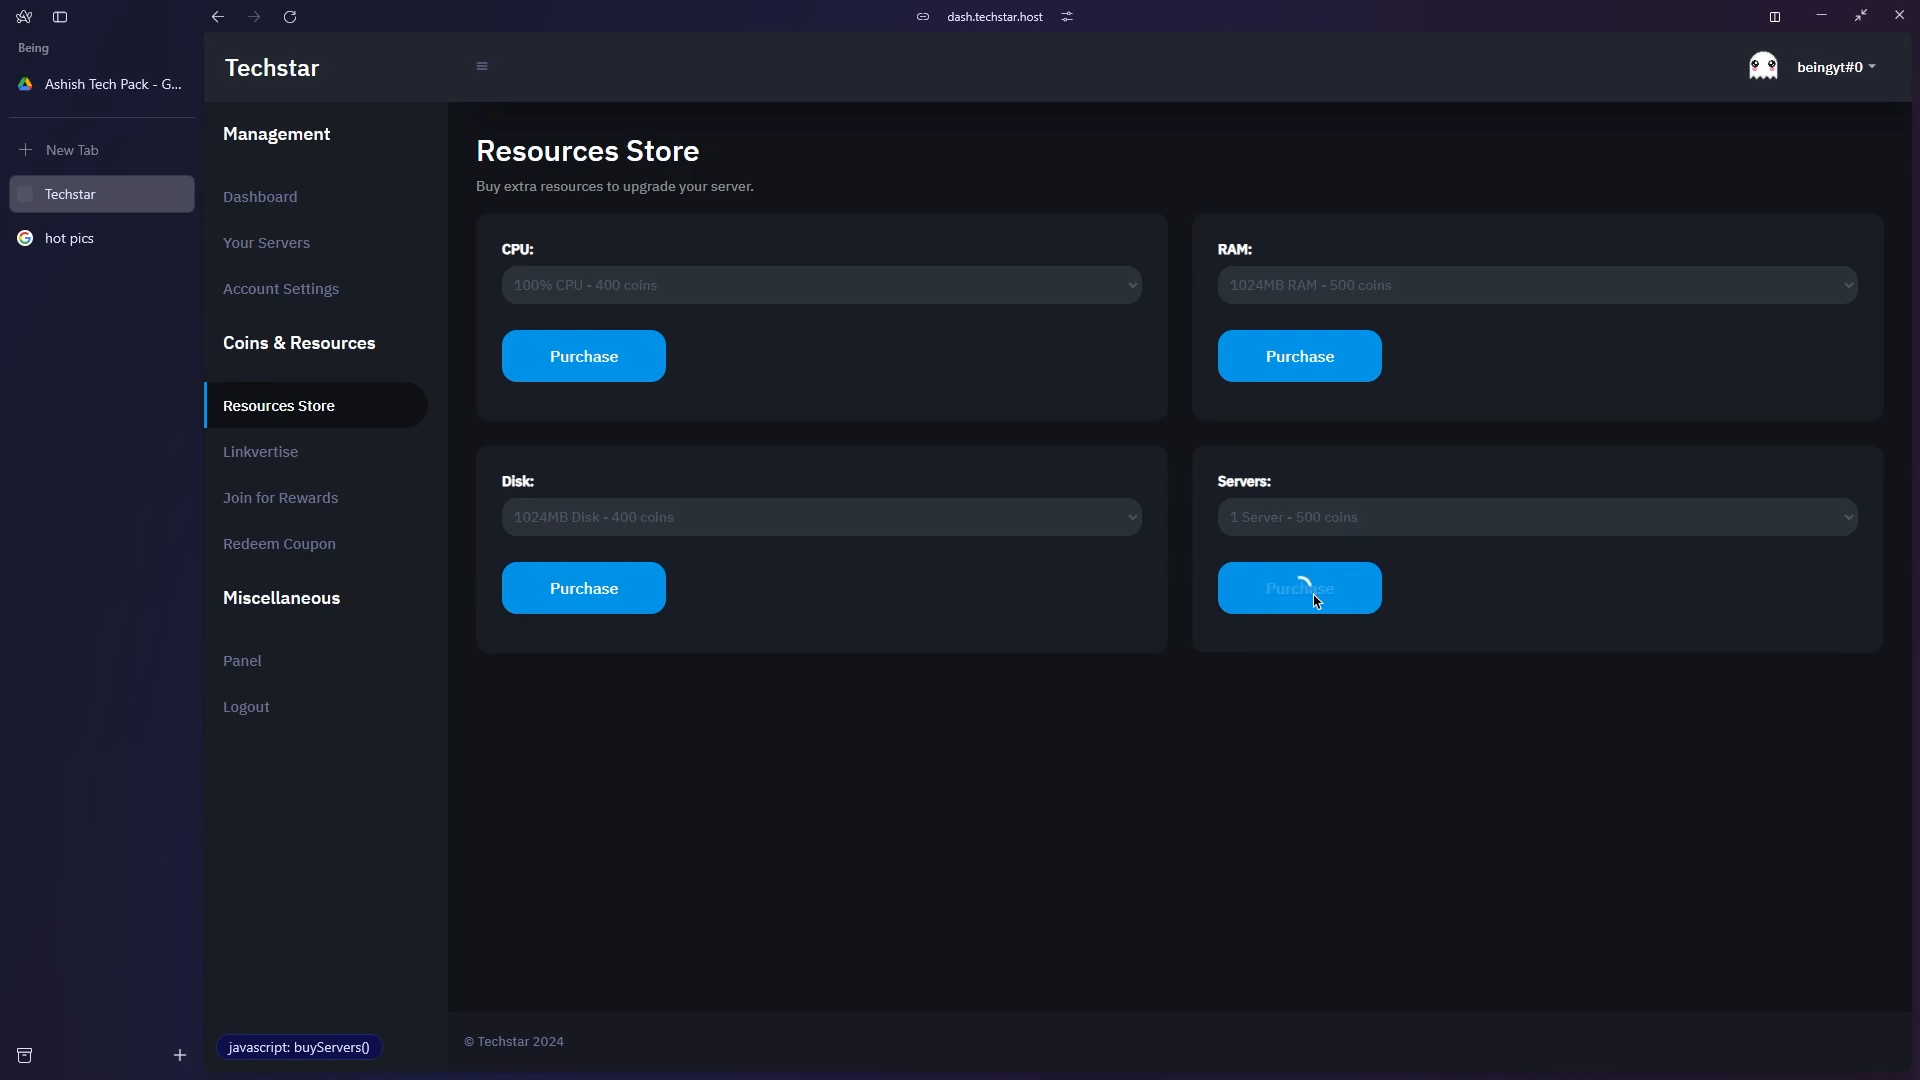 dash.techstar.host
Being
Ashish Tech Pack - G...
New Tab
Techstar
hot pics
Techstar
beingyt#0
Management
Dashboard
Your Servers
Account Settings
Coins & Resources
Resources Store
Linkvertise
Join for Rewards
Redeem Coupon
Miscellaneous
Panel
Logout
Resources Store
Buy extra resources to upgrade your server.
CPU:
100% CPU - 400 coins
Purchase
RAM:
1024MB RAM - 500 coins
Purchase
Disk:
1024MB Disk - 400 coins
Purchase
Servers:
1 Server - 500 coins
Purchase
javascript: buyServers()
© Techstar 2024